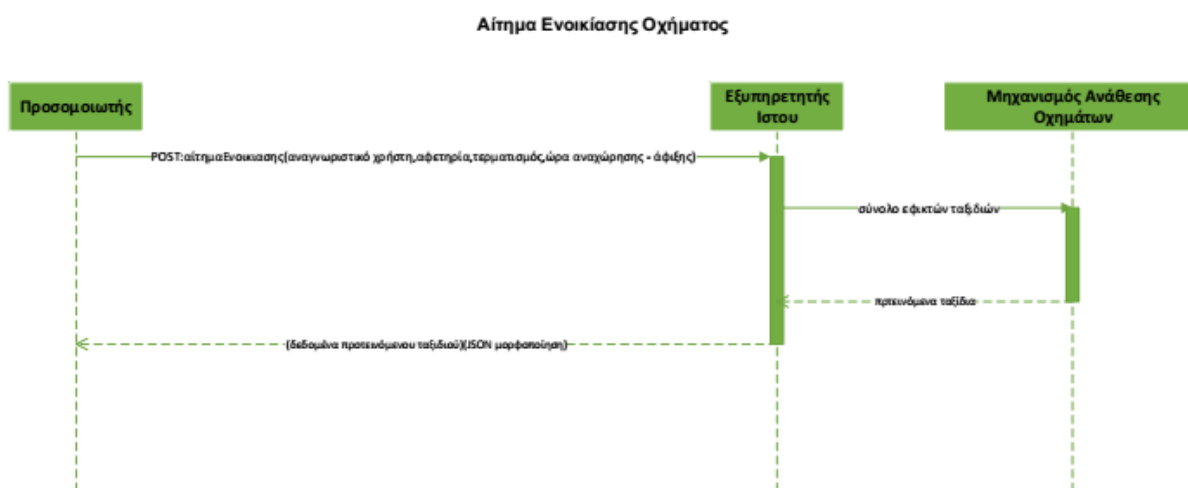 Αίτημα Ενοικίασης Οχήματος
Προσομοιωτής
Εξυπηρετητής
Ιστου
Μηχανισμός Ανάθεσης
Οχημάτων
POST:αίτημαΕνοικιασης(αναγνωριστικό χρήστη,αφετηρία,τερματισμός,ώρα αναχώρησης - άφιξης)
σύνολο εφικτών ταξιδιών
πρτεινόμενα ταξίδια
(δεδομένα προτεινόμενου ταξιδιού)(JSON μορφοποίηση)